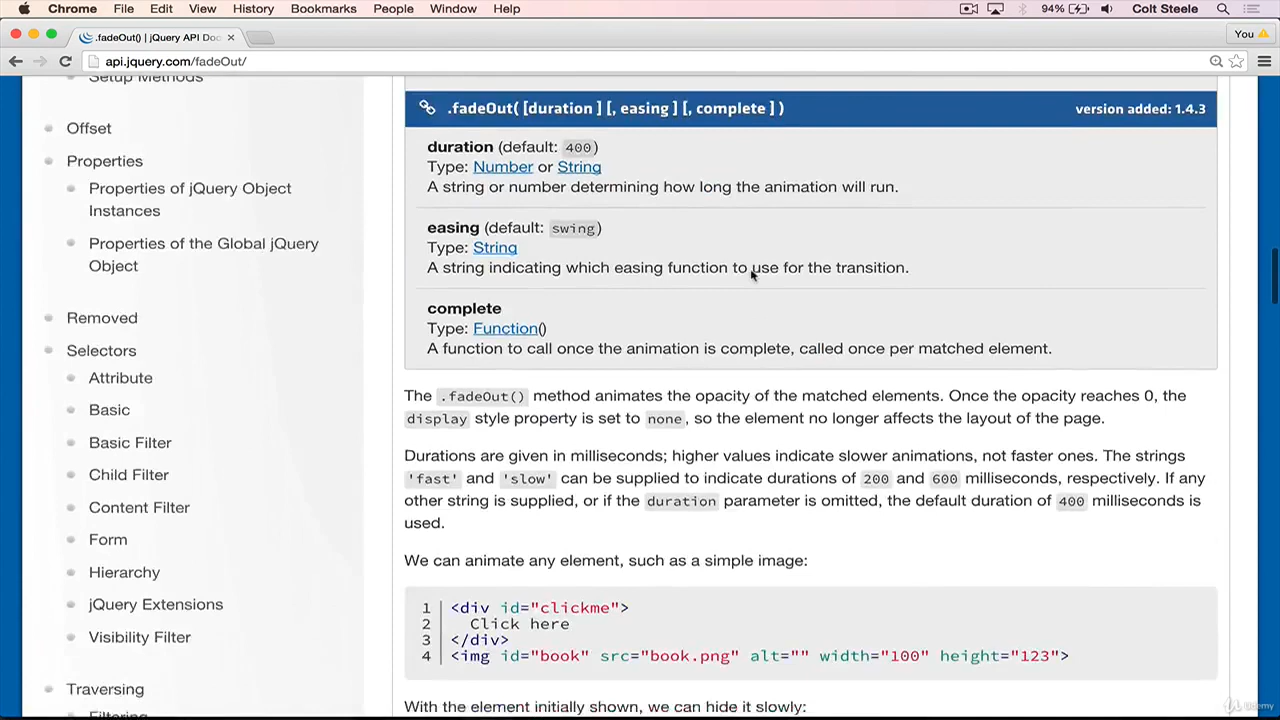 Chrome File Edit View History Bookmarks People Window Help 94% Colt Steele
.fadeOut() | jQuery API Doc × You
api.jquery.com/fadeOut/
Setup Methods
Offset
Properties
Properties of jQuery Object
Instances
Properties of the Global jQuery
Object
Removed
Selectors
Attribute
Basic
Basic Filter
Child Filter
Content Filter
Form
Hierarchy
jQuery Extensions
Visibility Filter
Traversing
Filtering
.fadeOut( [duration ] [, easing ] [, complete ] ) version added: 1.4.3
duration (default: 400)
Type: Number or String
A string or number determining how long the animation will run.
easing (default: swing)
Type: String
A string indicating which easing function to use for the transition.
complete
Type: Function()
A function to call once the animation is complete, called once per matched element.
The .fadeOut() method animates the opacity of the matched elements. Once the opacity reaches 0, the
display style property is set to none, so the element no longer affects the layout of the page.
Durations are given in milliseconds; higher values indicate slower animations, not faster ones. The strings
'fast' and 'slow' can be supplied to indicate durations of 200 and 600 milliseconds, respectively. If any
other string is supplied, or if the duration parameter is omitted, the default duration of 400 milliseconds is
used.
We can animate any element, such as a simple image:
1 <div id="clickme">
2 Click here
3 </div>
4 <img id="book" src="book.png" alt="" width="100" height="123">
With the element initially shown, we can hide it slowly:
Udemy